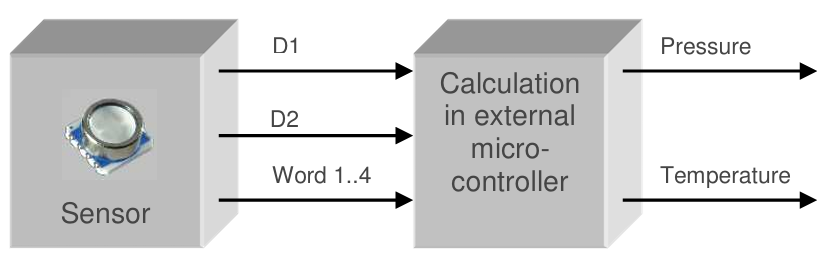 D1
D2
Word 1..4
Sensor
Calculation
in external
micro-
controller
Pressure
Temperature